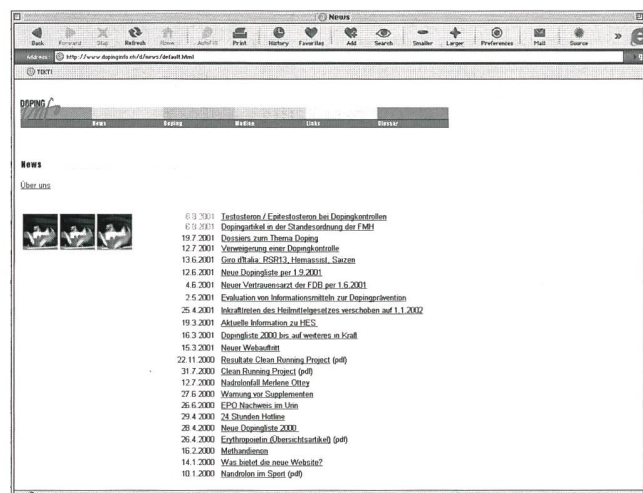 News
Back Forward Stop Refresh Home AutoFill Print History Favorites Add Search Smaller Larger Preferences Mail Source »
Address http://www.dopinginfo.ch/d/news/default.html
TEXT1
DOPING
News Doping Medien Links Glossar
News
Über uns
6.8.2001 Testosteron / Epitestosteron bei Dopingkontrollen
6.8.2001 Dopingartikel in der Standesordnung der FMH
19.7.2001 Dossiers zum Thema Doping
12.7.2001 Verweigerung einer Dopingkontrolle
13.6.2001 Giro d'Italia: RSR13, Hemassist, Saizen
12.6.2001 Neue Dopingliste per 1.9.2001
4.6.2001 Neuer Vertrauensarzt der FDB per 1.6.2001
2.5.2001 Evaluation von Informationsmitteln zur Dopingprävention
25.4.2001 Inkrafttreten des Heilmittelgesetzes verschoben auf 1.1.2002
19.3.2001 Aktuelle Information zu HES
16.3.2001 Dopingliste 2000 bis auf weiteres in Kraft
15.3.2001 Neuer Webauftritt
22.11.2000 Resultate Clean Running Project (pdf)
31.7.2000 Clean Running Project (pdf)
12.7.2000 Nadrolonfall Merlene Ottey
27.6.2000 Warnung vor Supplementen
26.6.2000 EPO Nachweis im Urin
29.4.2000 24 Stunden Hotline
28.4.2000 Neue Dopingliste 2000
26.4.2000 Erythropoietin (Übersichtsartikel) (pdf)
16.2.2000 Methandienon
14.1.2000 Was bietet die neue Website?
10.1.2000 Nandrolon im Sport (pdf)